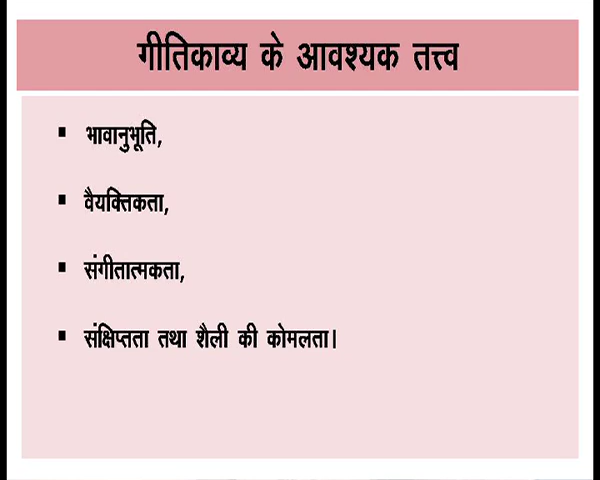 गीतिकाव्य के आवश्यक तत्त्व
▪ भावानुभूति,
▪ वैयक्तिकता,
▪ संगीतात्मकता,
▪ संक्षिप्तता तथा शैली की कोमलता।